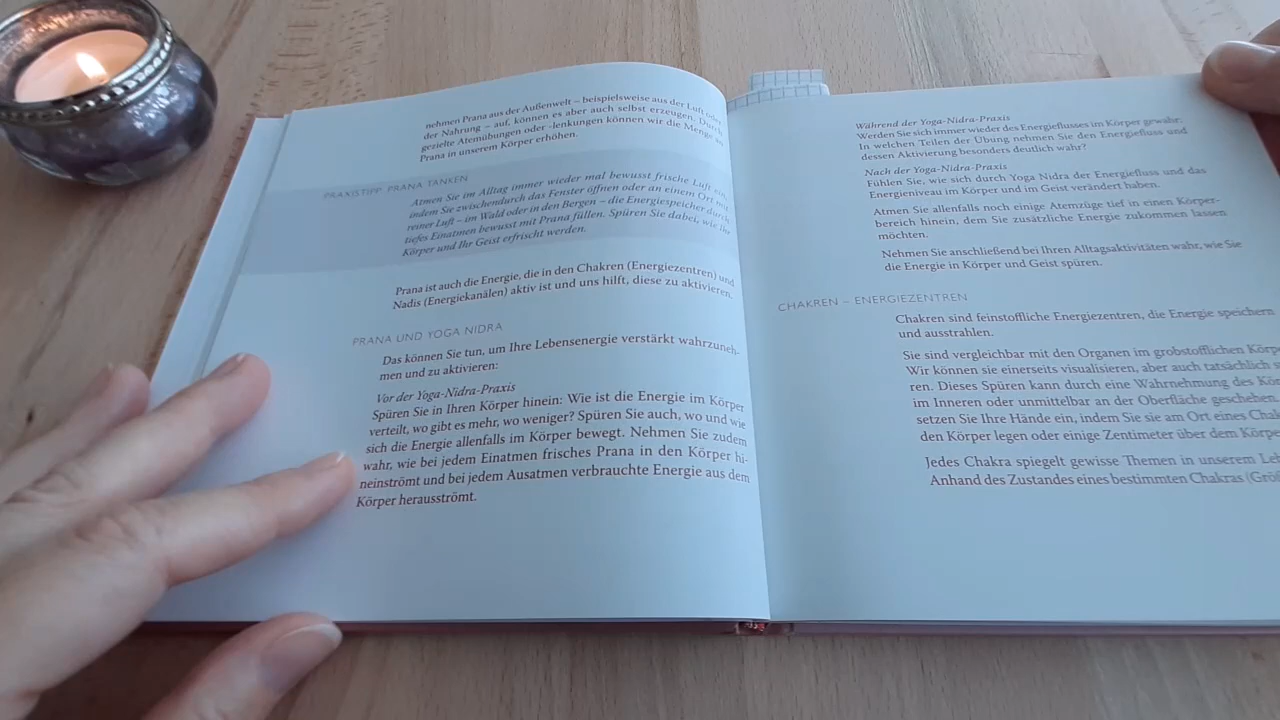 nehmen Prana aus der Außenwelt – beispielsweise aus der Luft oder
der Nahrung – auf, können es aber auch selbst erzeugen. Durch
gezielte Atemübungen oder -lenkungen können wir die Menge an
Prana in unserem Körper erhöhen.
PRAXISTIPP: PRANA TANKEN
Atmen Sie im Alltag immer wieder mal bewusst frische Luft ein,
indem Sie zwischendurch das Fenster öffnen oder an einem Ort mit
reiner Luft – im Wald oder in den Bergen – die Energiespeicher durch
tiefes Einatmen bewusst mit Prana füllen. Spüren Sie dabei, wie Ihr
Körper und Ihr Geist erfrischt werden.
Prana ist auch die Energie, die in den Chakren (Energiezentren) und
Nadis (Energiekanälen) aktiv ist und uns hilft, diese zu aktivieren.
PRANA UND YOGA NIDRA
Das können Sie tun, um Ihre Lebensenergie verstärkt wahrzuneh-
men und zu aktivieren:
Vor der Yoga-Nidra-Praxis
Spüren Sie in Ihren Körper hinein: Wie ist die Energie im Körper
verteilt, wo gibt es mehr, wo weniger? Spüren Sie auch, wo und wie
sich die Energie allenfalls im Körper bewegt. Nehmen Sie zudem
wahr, wie bei jedem Einatmen frisches Prana in den Körper hi-
neinströmt und bei jedem Ausatmen verbrauchte Energie aus dem
Körper herausströmt.
Während der Yoga-Nidra-Praxis
Werden Sie sich immer wieder des Energieflusses im Körper gewahr.
In welchen Teilen der Übung nehmen Sie den Energiefluss und
dessen Aktivierung besonders deutlich wahr?
Nach der Yoga-Nidra-Praxis
Fühlen Sie, wie sich durch Yoga Nidra der Energiefluss und das
Energieniveau im Körper und im Geist verändert haben.
Atmen Sie allenfalls noch einige Atemzüge tief in einen Körper-
bereich hinein, dem Sie zusätzliche Energie zukommen lassen
möchten.
Nehmen Sie anschließend bei Ihren Alltagsaktivitäten wahr, wie Sie
die Energie in Körper und Geist spüren.
CHAKREN – ENERGIEZENTREN
Chakren sind feinstoffliche Energiezentren, die Energie speichern
und ausstrahlen.
Sie sind vergleichbar mit den Organen im grobstofflichen Körp
Wir können sie einerseits visualisieren, aber auch tatsächlich s
ren. Dieses Spüren kann durch eine Wahrnehmung des Kör
im Inneren oder unmittelbar an der Oberfläche geschehen
setzen Sie Ihre Hände ein, indem Sie sie am Ort eines Cha
den Körper legen oder einige Zentimeter über dem Körpe
Jedes Chakra spiegelt gewisse Themen in unserem Leb
Anhand des Zustandes eines bestimmten Chakras (Größ